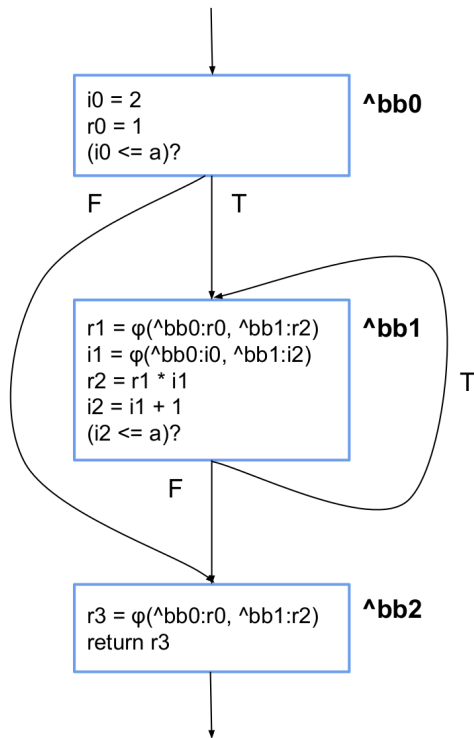 i0 = 2
^bb0
r0 = 1
(i0 <= a)?
F
T
r1 = φ(^bb0:r0, ^bb1:r2)
^bb1
i1 = φ(^bb0:i0, ^bb1:i2)
r2 = r1 * i1
i2 = i1 + 1
(i2 <= a)?
T
F
r3 = φ(^bb0:r0, ^bb1:r2)
^bb2
return r3